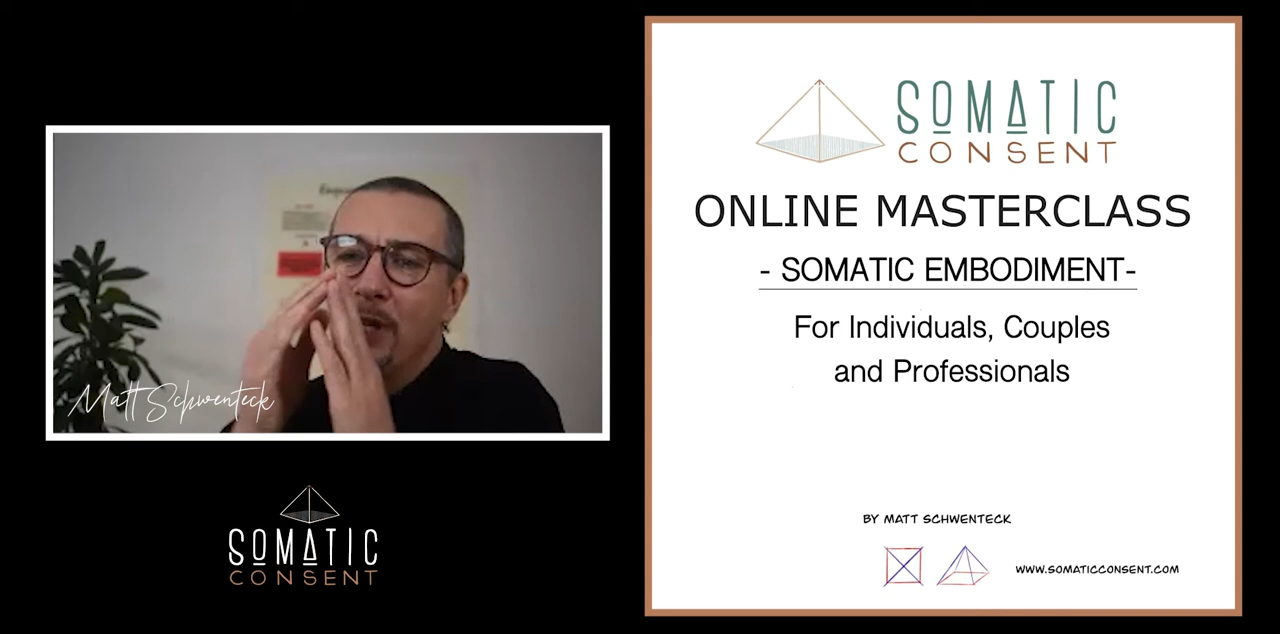 Matt Schwenteck
SOMATIC
CONSENT
SOMATIC
CONSENT
ONLINE MASTERCLASS
- SOMATIC EMBODIMENT-
For Individuals, Couples
and Professionals
BY MATT SCHWENTECK
WWW.SOMATICCONSENT.COM